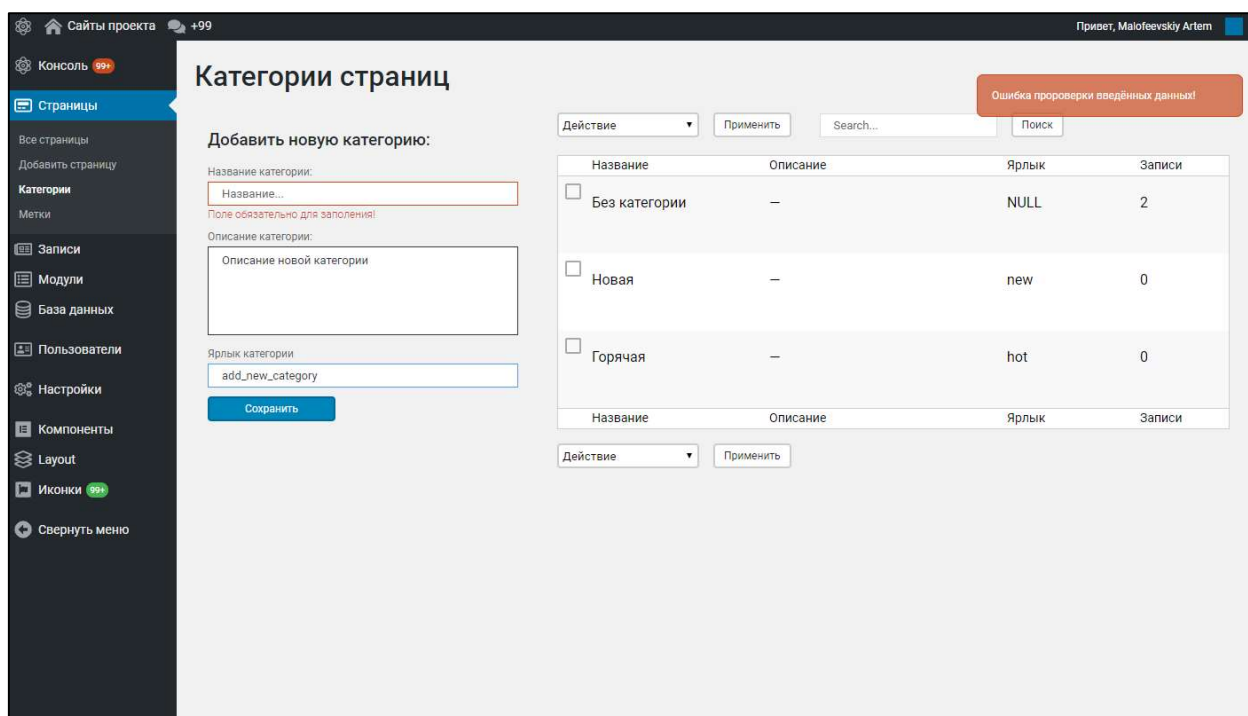 Сайты проекта +99
Привет, Malofeevskiy Artem
Консоль 99+
Страницы
Все страницы
Добавить страницу
Категории
Метки
Записи
Модули
База данных
Пользователи
Настройки
Компоненты
Layout
Иконки 99+
Свернуть меню
Категории страниц
Ошибка пророверки введённых данных!
Добавить новую категорию:
Название категории:
Название...
Поле обязательно для заполения!
Описание категории:
Описание новой категории
Ярлык категории
add_new_category
Сохранить
Действие Применить Search... Поиск
Название Описание Ярлык Записи
Без категории — NULL 2
Новая — new 0
Горячая — hot 0
Название Описание Ярлык Записи
Действие Применить